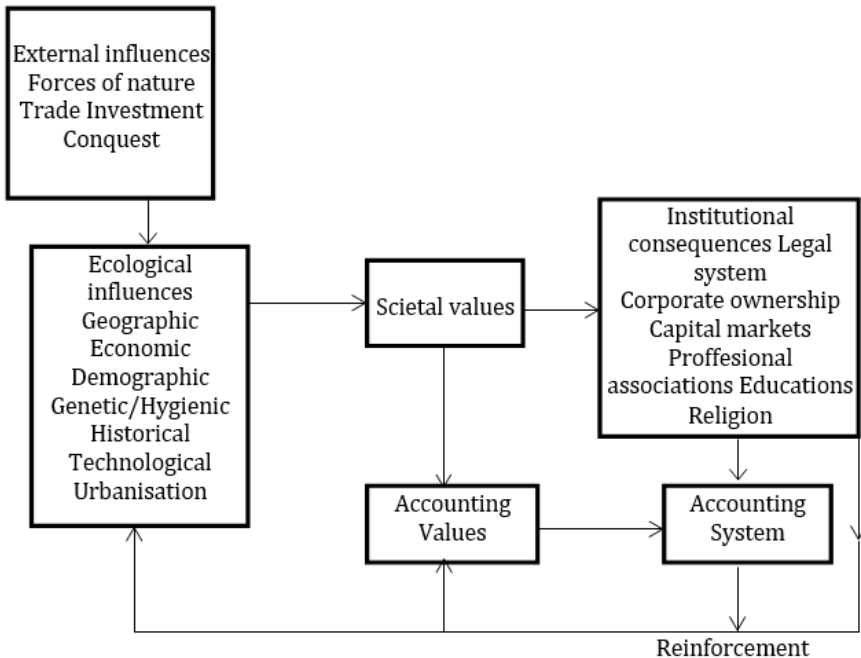 External influences
Forces of nature
Trade Investment
Conquest
Ecological
influences
Geographic
Economic
Demographic
Genetic/Hygienic
Historical
Technological
Urbanisation
Scietal values
Institutional
consequences Legal
system
Corporate ownership
Capital markets
Proffesional
associations Educations
Religion
Accounting
Values
Accounting
System
Reinforcement